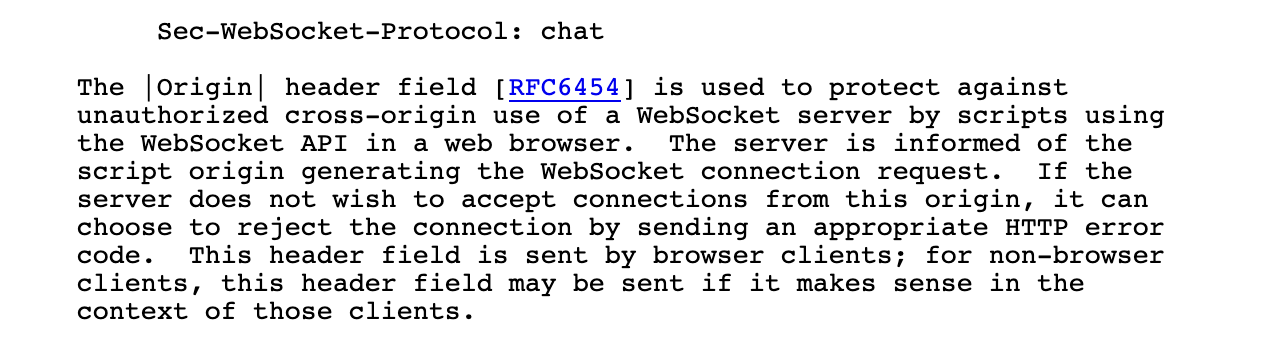 Sec-WebSocket-Protocol: chat
The |Origin| header field [RFC6454] is used to protect against
unauthorized cross-origin use of a WebSocket server by scripts using
the WebSocket API in a web browser.  The server is informed of the
script origin generating the WebSocket connection request.  If the
server does not wish to accept connections from this origin, it can
choose to reject the connection by sending an appropriate HTTP error
code.  This header field is sent by browser clients; for non-browser
clients, this header field may be sent if it makes sense in the
context of those clients.